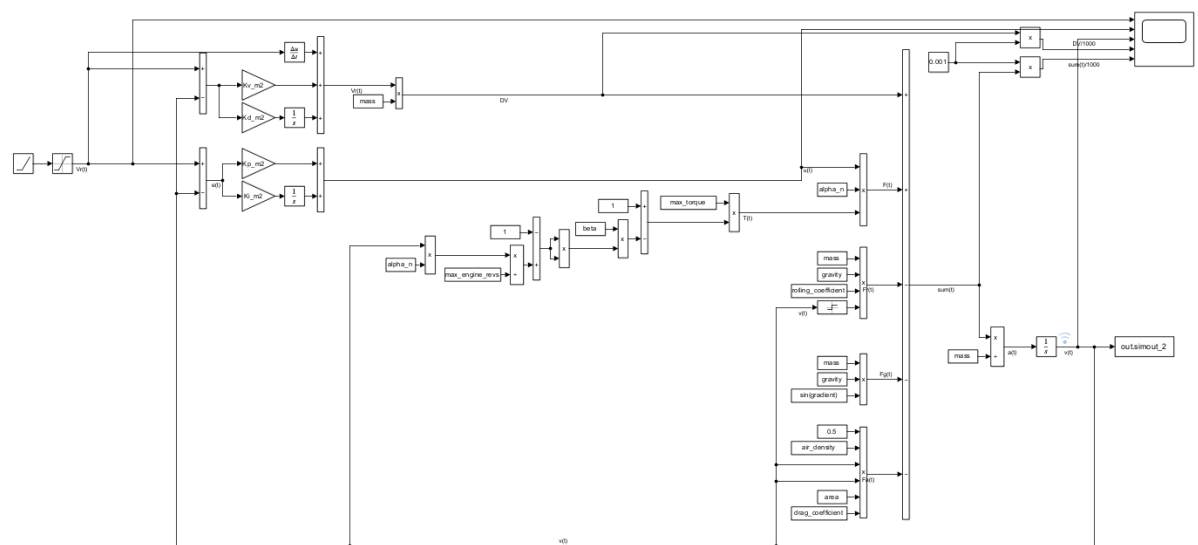 Δu
Δt
Kv_m2
Kd_m2
1
s
Vr(t)
mass
x
DV
0.001
x
DV/1000
x
sum(t)/1000
Vr(t)
e(t)
Kp_m2
Ki_m2
1
s
u(t)
alpha_n
x
F(t)
1
max_torque
x
T(t)
beta
x
1
x
alpha_n
x
max_engine_revs
x
÷
mass
gravity
rolling_coefficient
x
Fr(t)
v(t)
sum(t)
mass
x
÷
a(t)
1
s
v(t)
out.simout_2
mass
gravity
sin(gradient)
x
Fg(t)
0.5
air_density
x
Fa(t)
area
drag_coefficient
v(t)